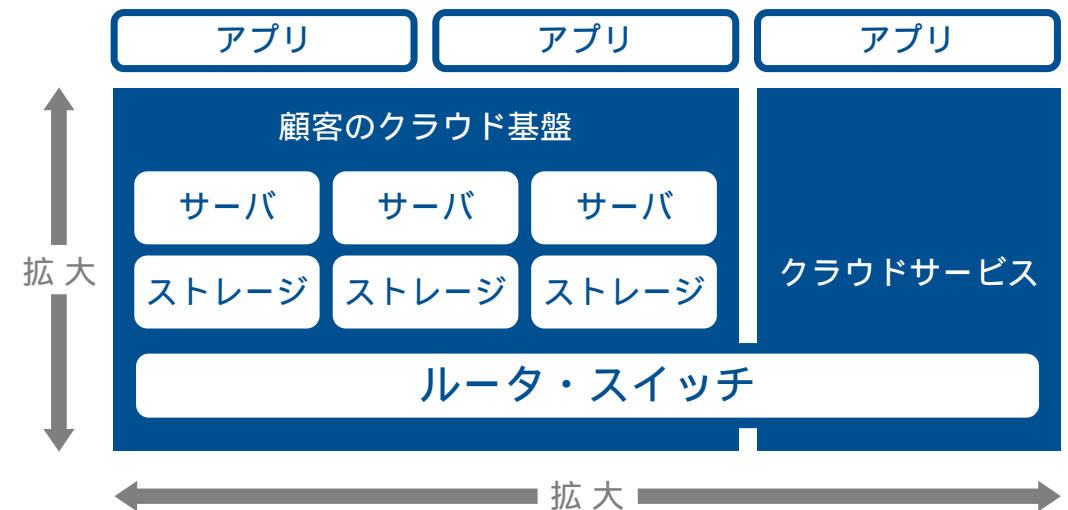 アプリ アプリ アプリ
顧客のクラウド基盤
サーバ サーバ サーバ
拡大
ストレージ ストレージ ストレージ
クラウドサービス
ルータ・スイッチ
拡大